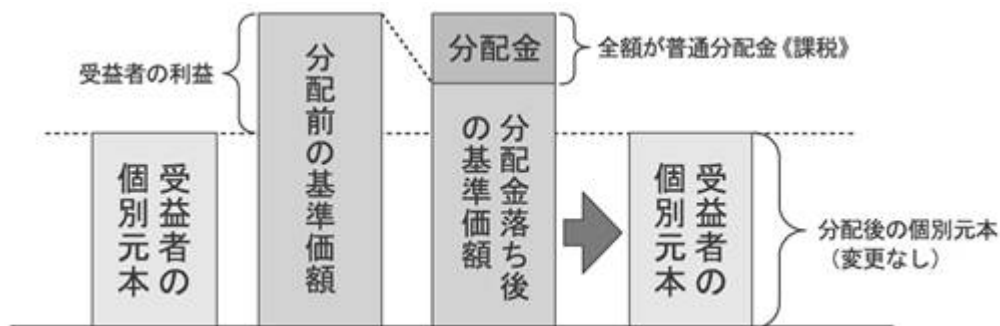 受益者の利益
受益者の
個別元本
分配前の基準価額
分配金
分配金落ち後
の基準価額
全額が普通分配金《課税》
受益者の
個別元本
分配後の個別元本
（変更なし）